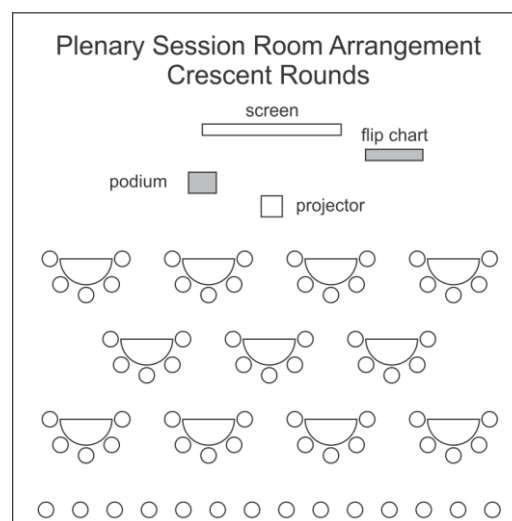 Plenary Session Room Arrangement
Crescent Rounds
screen
flip chart
podium
projector